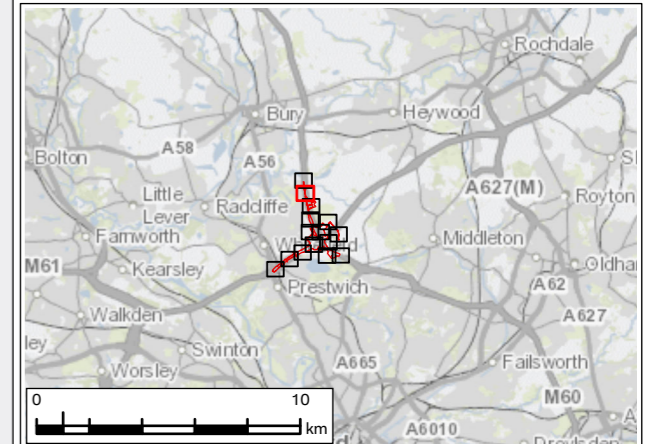 Rochdale
Bury
Heywood
A58
Bolton
A56
A627(M)
Little
Lever
Radcliffe
Royton
Farnworth
Middleton
M61
Kearsley
A62
Prestwich
Walkden
A627
ley
Swinton
A665
Failsworth
Worsley
M60
0
10
km
A6010